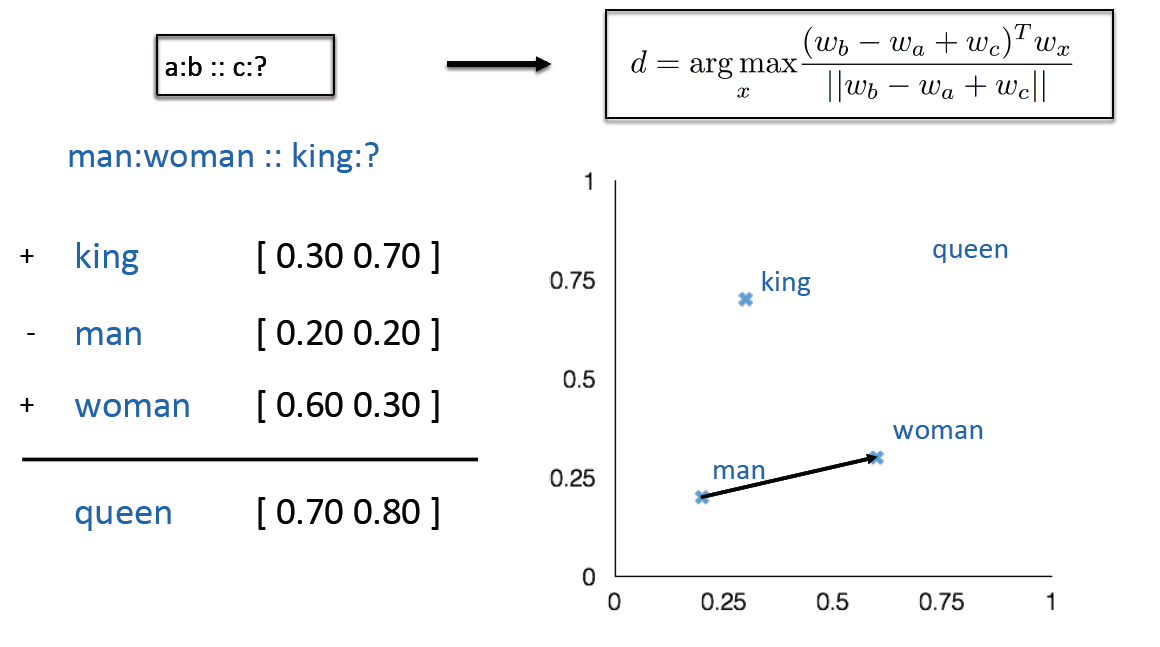 a:b :: c:?
d = arg max_x (w_b − w_a + w_c)^T w_x / ||w_b − w_a + w_c||
man:woman :: king:?
+ king [ 0.30 0.70 ]
- man [ 0.20 0.20 ]
+ woman [ 0.60 0.30 ]
queen [ 0.70 0.80 ]
1
queen
0.75
king
0.5
woman
man
0.25
0
0 0.25 0.5 0.75 1